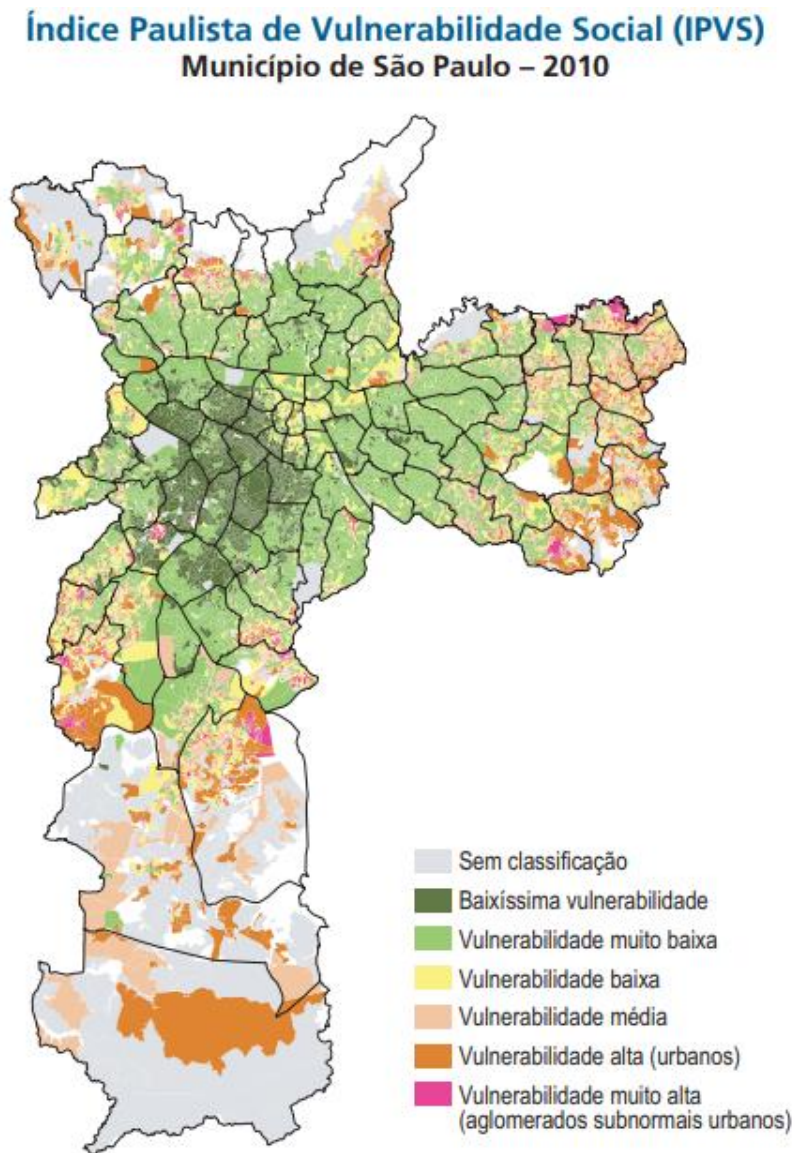 Índice Paulista de Vulnerabilidade Social (IPVS)
Município de São Paulo – 2010
Sem classificação
Baixíssima vulnerabilidade
Vulnerabilidade muito baixa
Vulnerabilidade baixa
Vulnerabilidade média
Vulnerabilidade alta (urbanos)
Vulnerabilidade muito alta
(aglomerados subnormais urbanos)